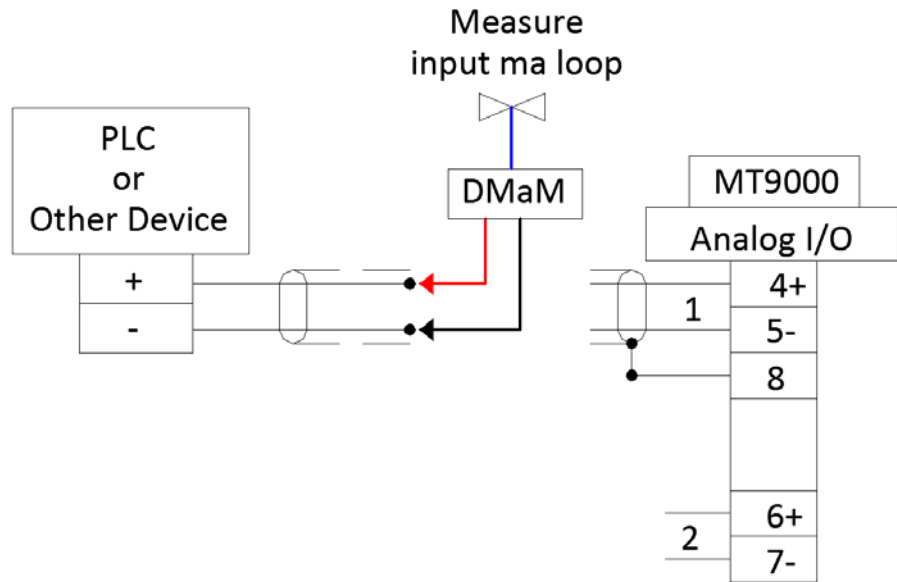 Measure
input ma loop
PLC
or
Other Device
+
-
DMaM
MT9000
Analog I/O
1
4+
5-
8
2
6+
7-